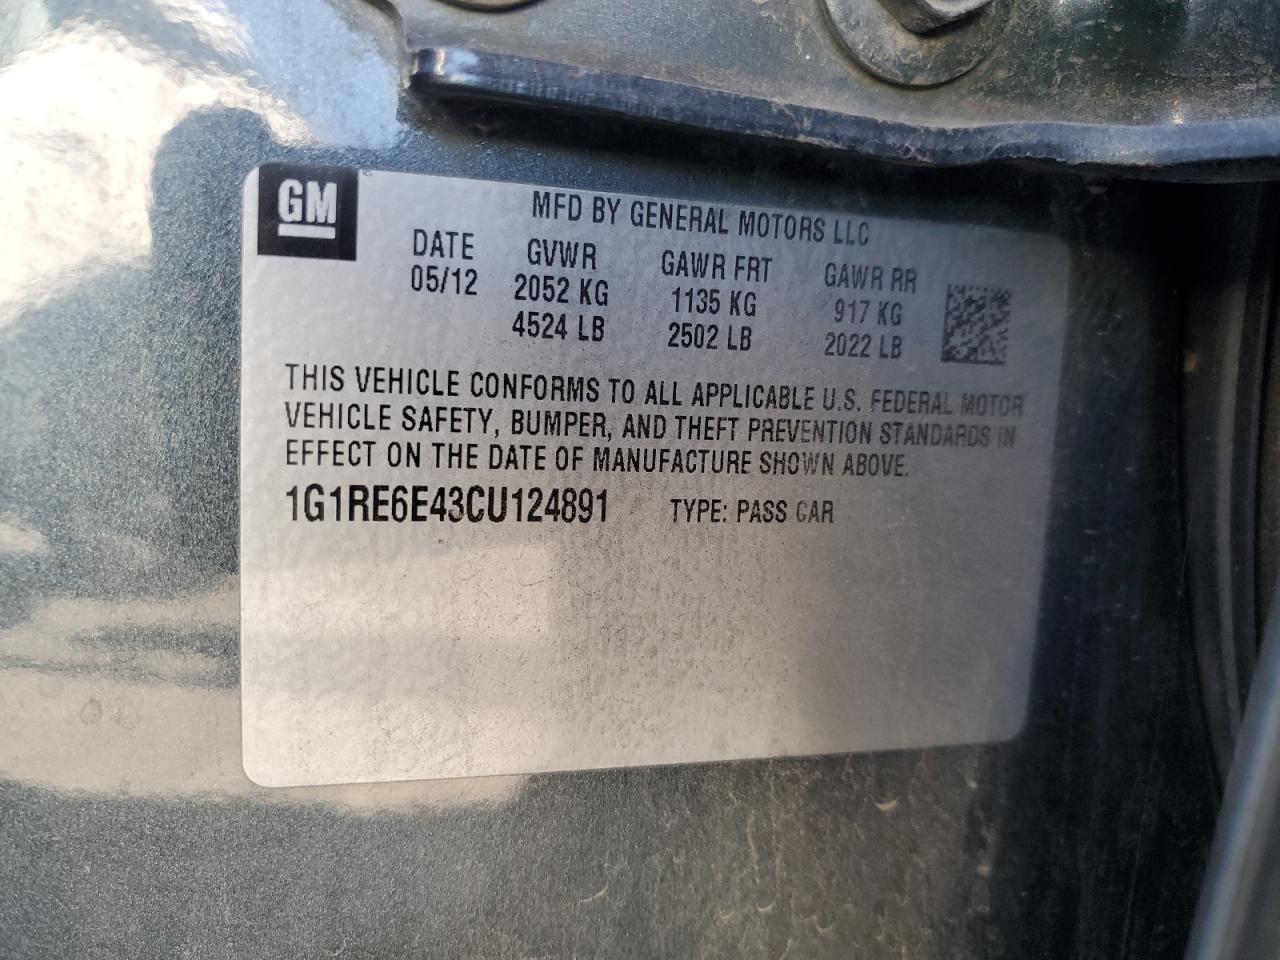 GM
MFD BY GENERAL MOTORS LLC
DATE GVWR GAWR FRT GAWR RR
05/12 2052 KG 1135 KG 917 KG
4524 LB 2502 LB 2022 LB
THIS VEHICLE CONFORMS TO ALL APPLICABLE U.S. FEDERAL MOTOR
VEHICLE SAFETY, BUMPER, AND THEFT PREVENTION STANDARDS IN
EFFECT ON THE DATE OF MANUFACTURE SHOWN ABOVE.
1G1RE6E43CU124891 TYPE: PASS CAR